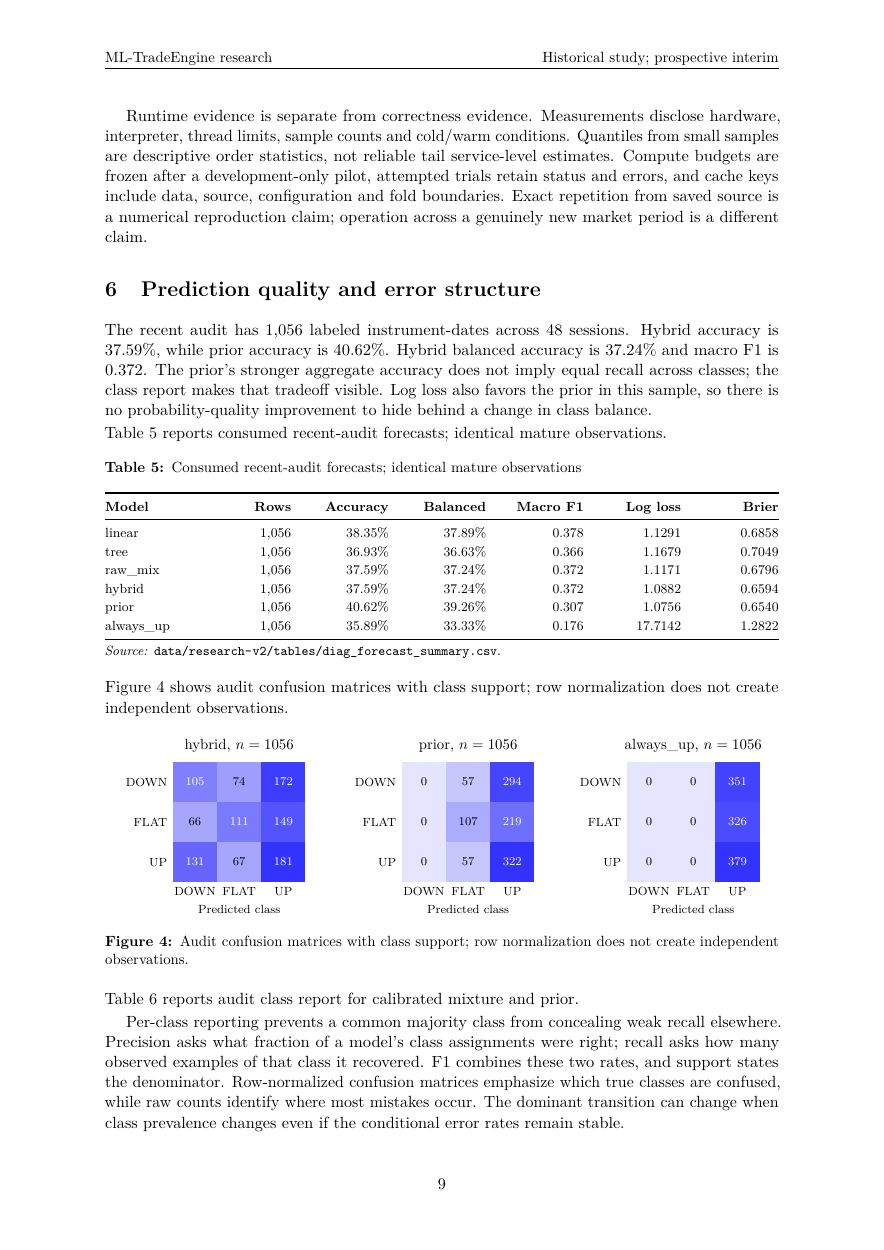 ML-TradeEngine research Historical study; prospective interim
Runtime evidence is separate from correctness evidence. Measurements disclose hardware,
interpreter, thread limits, sample counts and cold/warm conditions. Quantiles from small samples
are descriptive order statistics, not reliable tail service-level estimates. Compute budgets are
frozen after a development-only pilot, attempted trials retain status and errors, and cache keys
include data, source, configuration and fold boundaries. Exact repetition from saved source is
a numerical reproduction claim; operation across a genuinely new market period is a different
claim.
6 Prediction quality and error structure
The recent audit has 1,056 labeled instrument-dates across 48 sessions. Hybrid accuracy is
37.59%, while prior accuracy is 40.62%. Hybrid balanced accuracy is 37.24% and macro F1 is
0.372. The prior's stronger aggregate accuracy does not imply equal recall across classes; the
class report makes that tradeoff visible. Log loss also favors the prior in this sample, so there is
no probability-quality improvement to hide behind a change in class balance.
Table 5 reports consumed recent-audit forecasts; identical mature observations.
Table 5: Consumed recent-audit forecasts; identical mature observations
Model Rows Accuracy Balanced Macro F1 Log loss Brier
linear 1,056 38.35% 37.89% 0.378 1.1291 0.6858
tree 1,056 36.93% 36.63% 0.366 1.1679 0.7049
raw_mix 1,056 37.59% 37.24% 0.372 1.1171 0.6796
hybrid 1,056 37.59% 37.24% 0.372 1.0882 0.6594
prior 1,056 40.62% 39.26% 0.307 1.0756 0.6540
always_up 1,056 35.89% 33.33% 0.176 17.7142 1.2822
Source: data/research-v2/tables/diag_forecast_summary.csv.
Figure 4 shows audit confusion matrices with class support; row normalization does not create
independent observations.
hybrid, n = 1056 prior, n = 1056 always_up, n = 1056
DOWN 105 74 172 DOWN 0 57 294 DOWN 0 0 351
FLAT 66 111 149 FLAT 0 107 219 FLAT 0 0 326
UP 131 67 181 UP 0 57 322 UP 0 0 379
DOWN FLAT UP DOWN FLAT UP DOWN FLAT UP
Predicted class Predicted class Predicted class
Figure 4: Audit confusion matrices with class support; row normalization does not create independent
observations.
Table 6 reports audit class report for calibrated mixture and prior.
Per-class reporting prevents a common majority class from concealing weak recall elsewhere.
Precision asks what fraction of a model's class assignments were right; recall asks how many
observed examples of that class it recovered. F1 combines these two rates, and support states
the denominator. Row-normalized confusion matrices emphasize which true classes are confused,
while raw counts identify where most mistakes occur. The dominant transition can change when
class prevalence changes even if the conditional error rates remain stable.
9